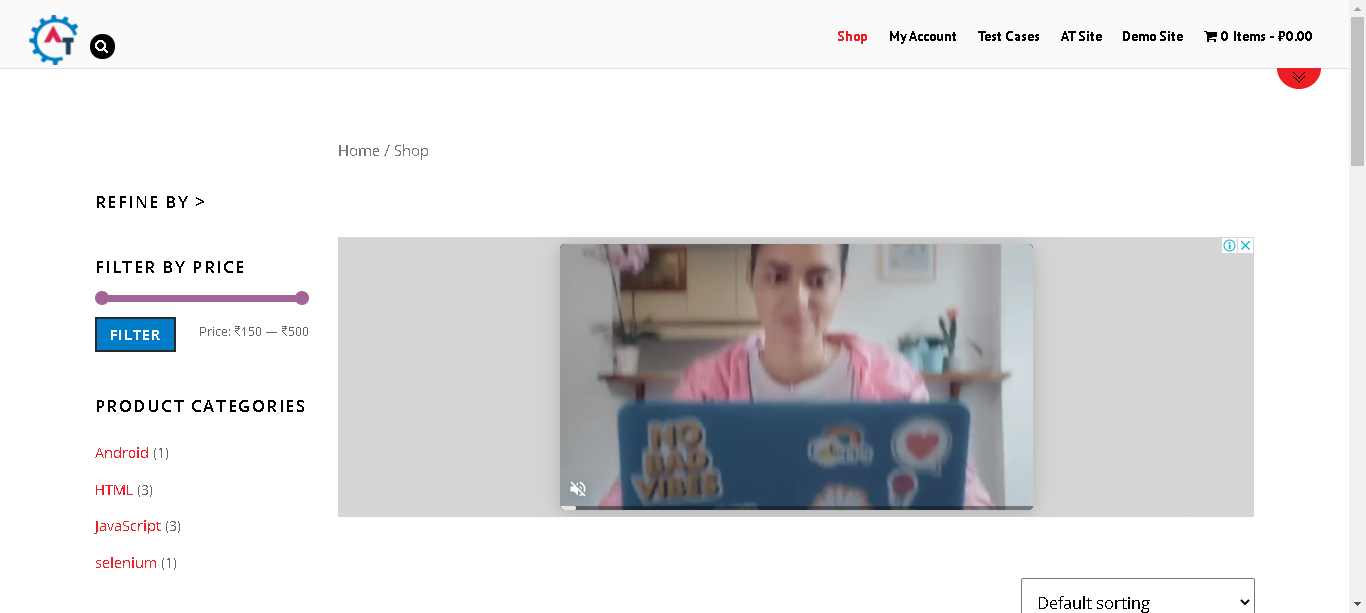 AT
Shop
My Account
Test Cases
AT Site
Demo Site
0 Items - ₽0.00
Home / Shop
REFINE BY >
FILTER BY PRICE
FILTER
Price: ₹150 — ₹500
PRODUCT CATEGORIES
Android (1)
HTML (3)
JavaScript (3)
selenium (1)
NO
BAD
VIBES
Default sorting